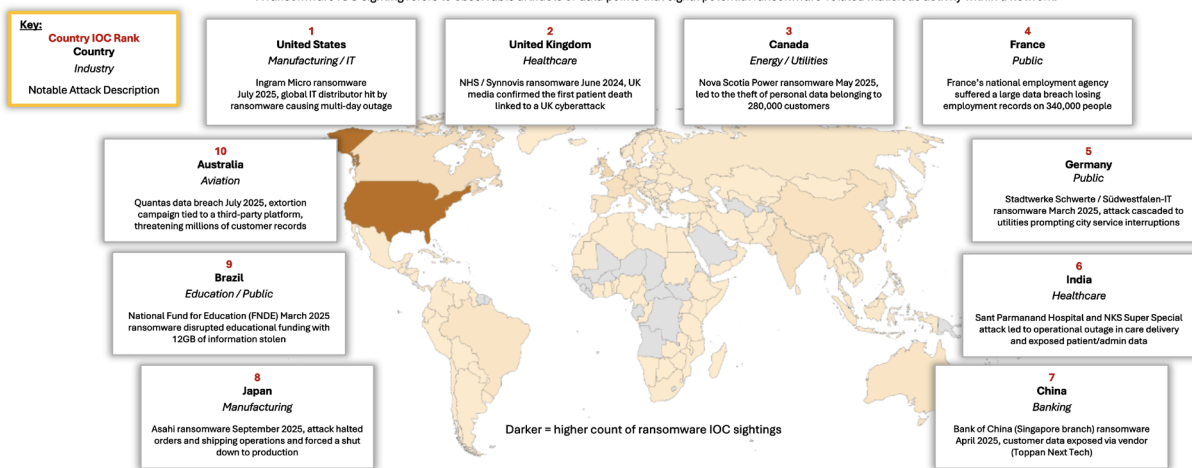 Key:
Country IOC Rank
Country
Industry
Notable Attack Description
1
United States
Manufacturing / IT
Ingram Micro ransomware
July 2025, global IT distributor hit by
ransomware causing multi-day outage
2
United Kingdom
Healthcare
NHS / Synnovis ransomware June 2024, UK
media confirmed the first patient death
linked to a UK cyberattack
3
Canada
Energy / Utilities
Nova Scotia Power ransomware May 2025,
led to the theft of personal data belonging to
280,000 customers
4
France
Public
France's national employment agency
suffered a large data breach losing
employment records on 340,000 people
10
Australia
Aviation
Quantas data breach July 2025, extortion
campaign tied to a third-party platform,
threatening millions of customer records
5
Germany
Public
Stadtwerke Schwerte / Südwestfalen-IT
ransomware March 2025, attack cascaded to
utilities prompting city service interruptions
9
Brazil
Education / Public
National Fund for Education (FNDE) March 2025
ransomware disrupted educational funding with
12GB of information stolen
6
India
Healthcare
Sant Parmanand Hospital and NKS Super Special
attack led to operational outage in care delivery
and exposed patient/admin data
8
Japan
Manufacturing
Asahi ransomware September 2025, attack halted
orders and shipping operations and forced a shut
down to production
7
China
Banking
Bank of China (Singapore branch) ransomware
April 2025, customer data exposed via vendor
(Toppan Next Tech)
Darker = higher count of ransomware IOC sightings